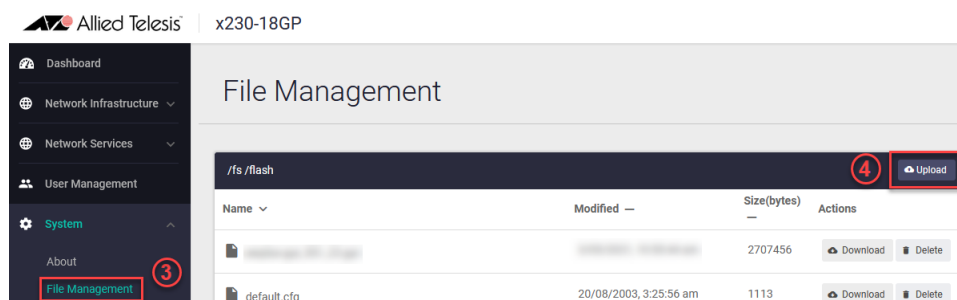 Allied Telesis x230-18GP
Dashboard
Network Infrastructure
Network Services
User Management
System
About
File Management
3
File Management
/fs /flash
4
Upload
Name Modified Size(bytes) Actions
2707456 Download Delete
default.cfg 20/08/2003, 3:25:56 am 1113 Download Delete